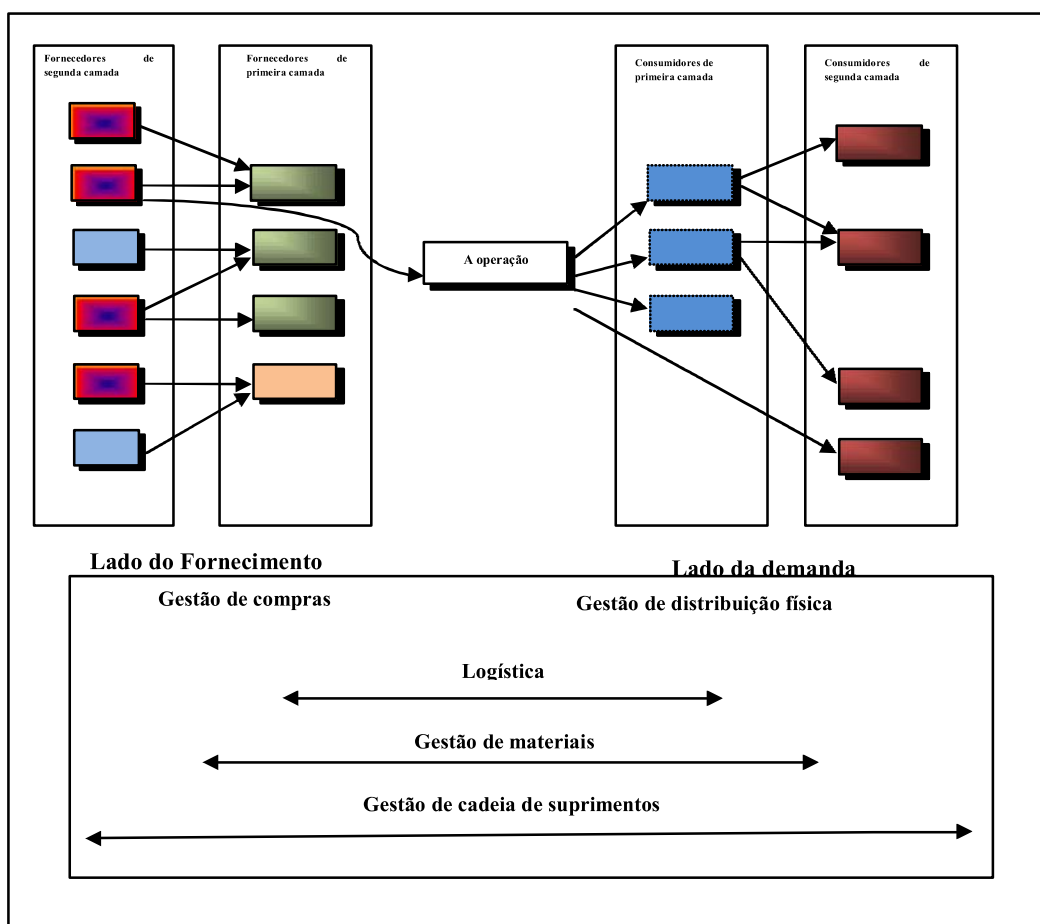 Fornecedores de
segunda camada
Fornecedores de
primeira camada
Consumidores de
primeira camada
Consumidores de
segunda camada
A operação
Lado do Fornecimento
Lado da demanda
Gestão de compras
Gestão de distribuição física
Logística
Gestão de materiais
Gestão de cadeia de suprimentos